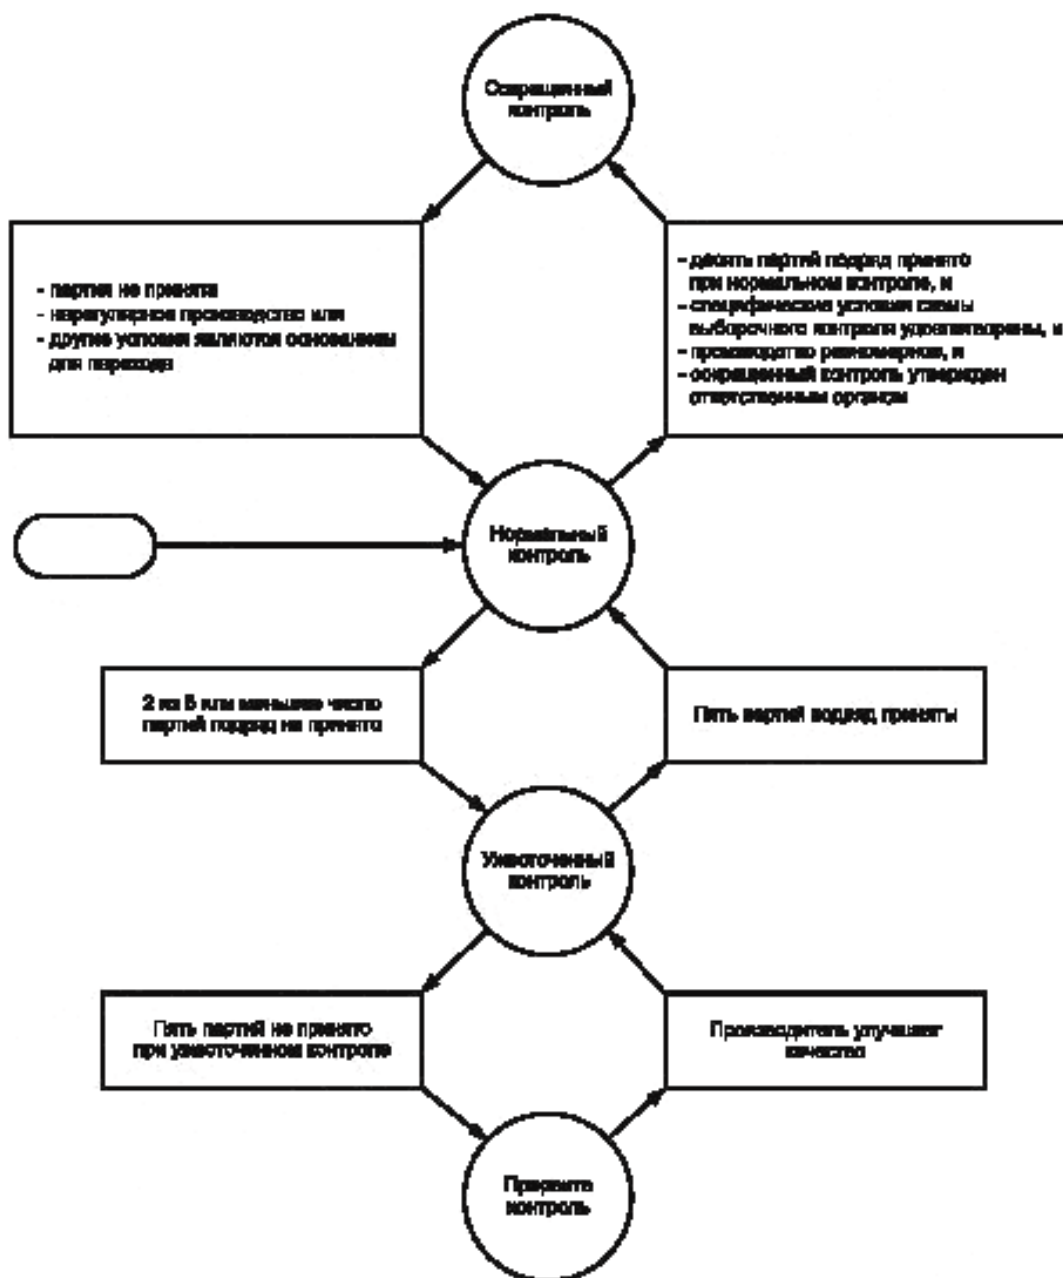 Сокращенный
контроль
- партия не принята
- нерегулярное производство или
- другие условия являются основанием
для перехода
- десять партий подряд принято
при нормальном контроле, и
- специфические условия схемы
выборочного контроля удовлетворены, и
- производство равномерное, и
- сокращенный контроль утвержден
ответственным органом
Нормальный
контроль
2 из 5 или меньшее число
партий подряд не принято
Пять партий подряд приняты
Ужесточенный
контроль
Пять партий не принято
при ужесточенном контроле
Производитель улучшает
качество
контроль